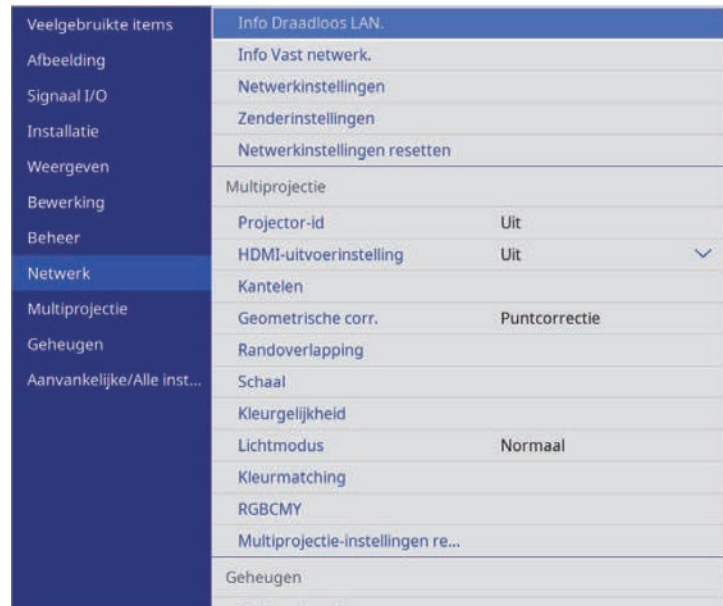 Veelgebruikte items
Afbeelding
Signaal I/O
Installatie
Weergeven
Bewerking
Beheer
Netwerk
Multiprojectie
Geheugen
Aanvankelijke/Alle inst...
Info Draadloos LAN.
Info Vast netwerk.
Netwerkinstellingen
Zenderinstellingen
Netwerkinstellingen resetten
Multiprojectie
Projector-id Uit
HDMI-uitvoerinstelling Uit
Kantelen
Geometrische corr. Puntcorrectie
Randoverlapping
Schaal
Kleurgelijkheid
Lichtmodus Normaal
Kleurmatching
RGBCMY
Multiprojectie-instellingen re...
Geheugen